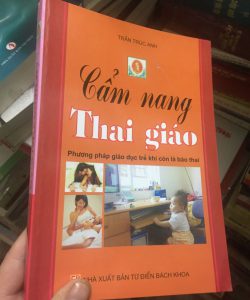 TRẦN TRÚC ANH
Cẩm nang
Thai giáo
Phương pháp giáo dục trẻ khi còn là bào thai
NHÀ XUẤT BẢN TỪ ĐIỂN BÁCH KHOA